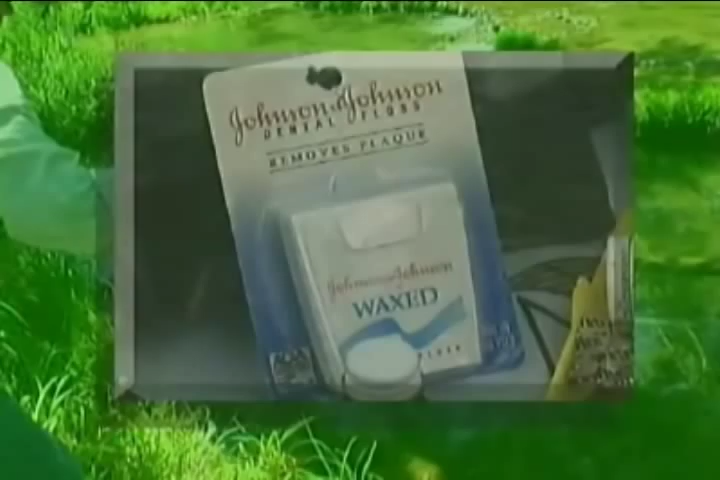 Johnson & Johnson
DENTAL FLOSS
REMOVES PLAQUE
Johnson & Johnson
WAXED